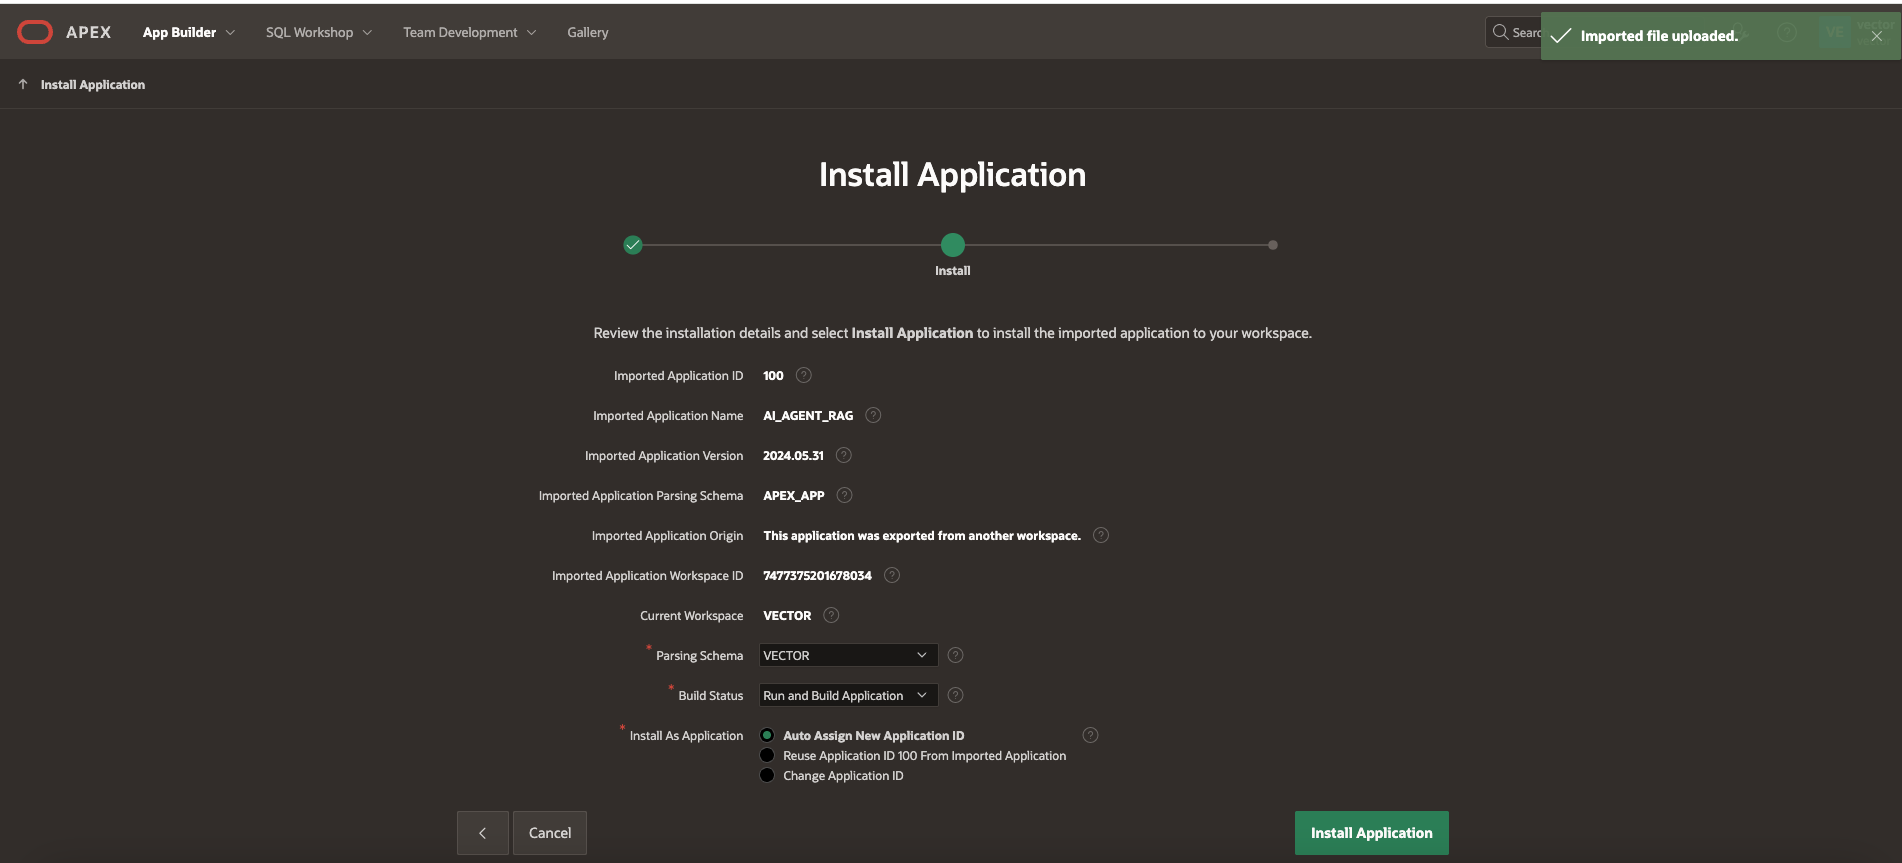 APEX
App Builder
SQL Workshop
Team Development
Gallery
Imported file uploaded.
Install Application
Install Application
Install
Review the installation details and select Install Application to install the imported application to your workspace.
Imported Application ID 100
Imported Application Name AI_AGENT_RAG
Imported Application Version 2024.05.31
Imported Application Parsing Schema APEX_APP
Imported Application Origin This application was exported from another workspace.
Imported Application Workspace ID 7477375201678034
Current Workspace VECTOR
* Parsing Schema VECTOR
* Build Status Run and Build Application
* Install As Application Auto Assign New Application ID
Reuse Application ID 100 From Imported Application
Change Application ID
Cancel
Install Application